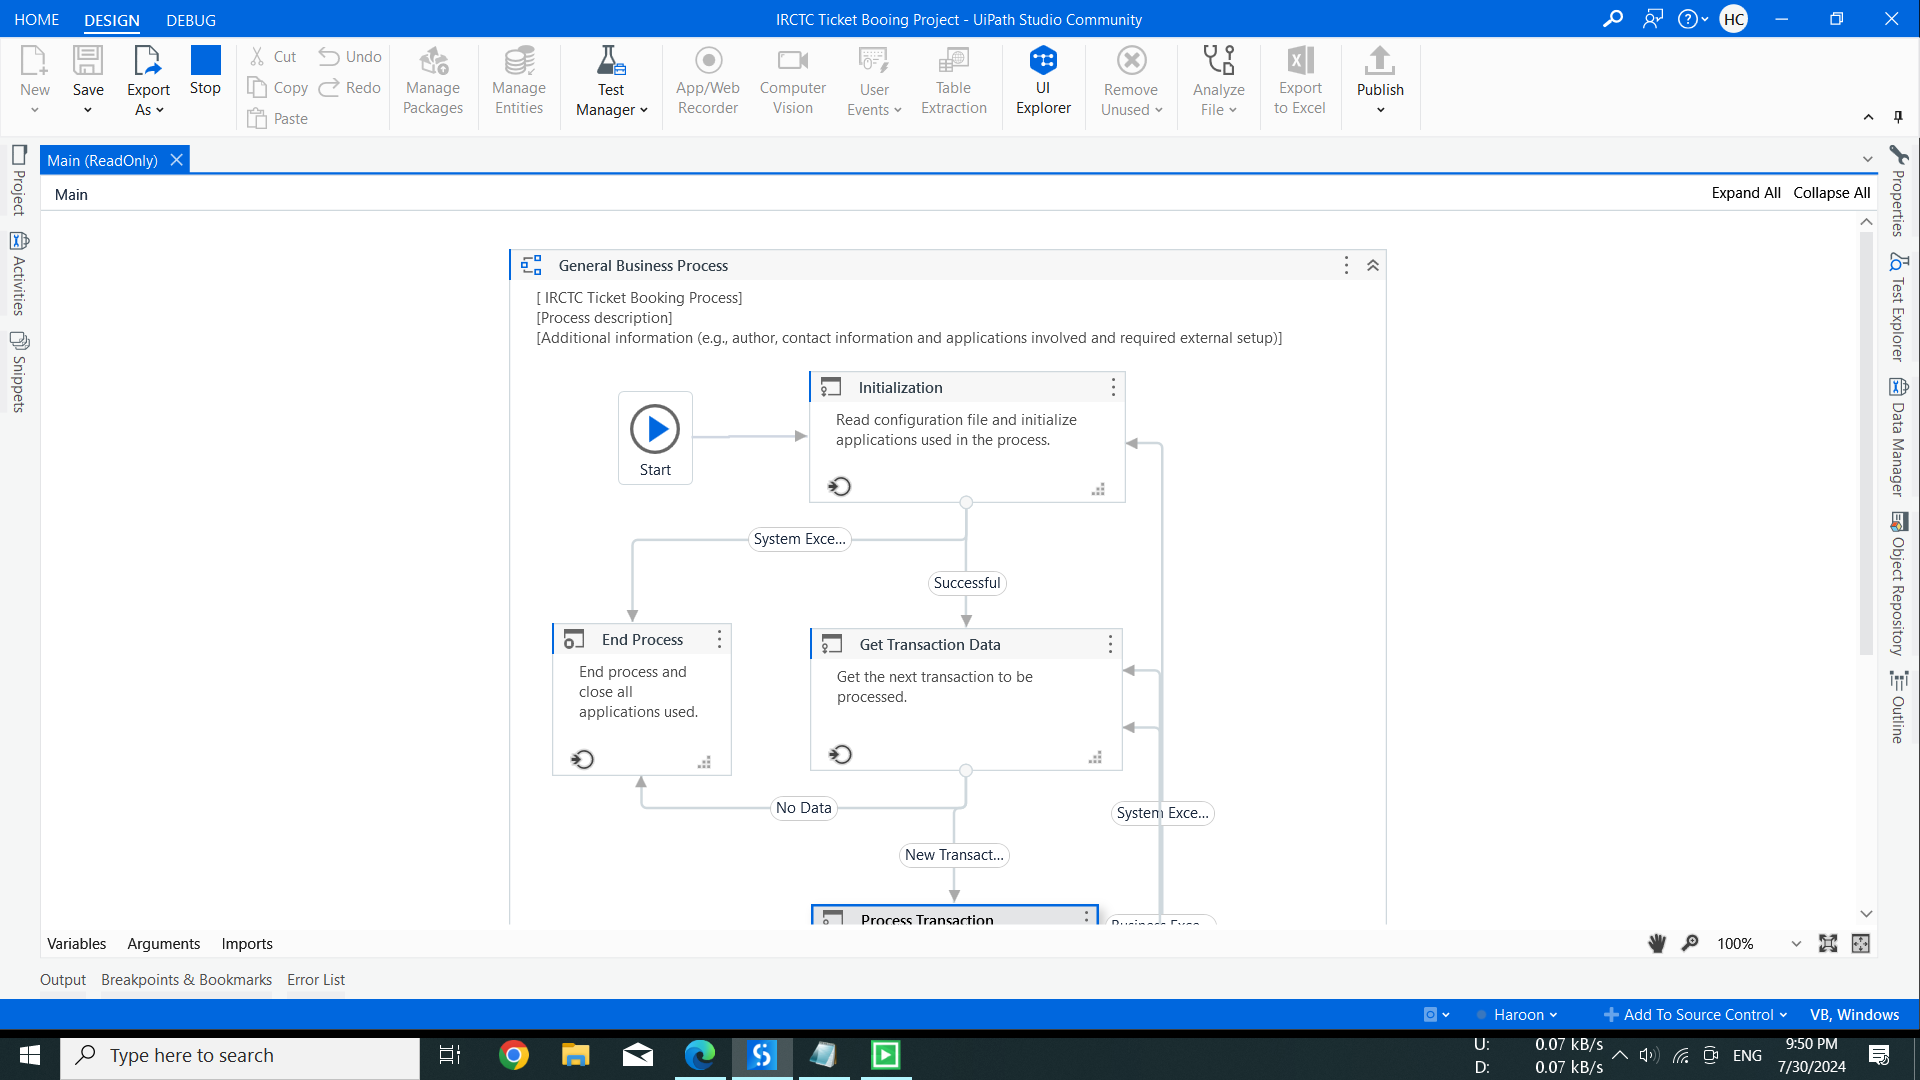 HOME DESIGN DEBUG
IRCTC Ticket Booing Project - UiPath Studio Community
HC
New
Save
Export As
Stop
Cut
Copy
Paste
Undo
Redo
Manage Packages
Manage Entities
Test Manager
App/Web Recorder
Computer Vision
User Events
Table Extraction
UI Explorer
Remove Unused
Analyze File
Export to Excel
Publish
Main (ReadOnly)
Main
Expand All Collapse All
Project
Activities
Snippets
Properties
Test Explorer
Data Manager
Object Repository
Outline
General Business Process
[ IRCTC Ticket Booking Process]
[Process description]
[Additional information (e.g., author, contact information and applications involved and required external setup)]
Start
Initialization
Read configuration file and initialize
applications used in the process.
System Exce...
Successful
End Process
End process and
close all
applications used.
Get Transaction Data
Get the next transaction to be
processed.
No Data
System Exce...
New Transact...
Process Transaction
Business Exce...
Variables Arguments Imports
100%
Output Breakpoints & Bookmarks Error List
Haroon
Add To Source Control
VB, Windows
Type here to search
U: 0.07 kB/s
D: 0.07 kB/s
ENG
9:50 PM
7/30/2024